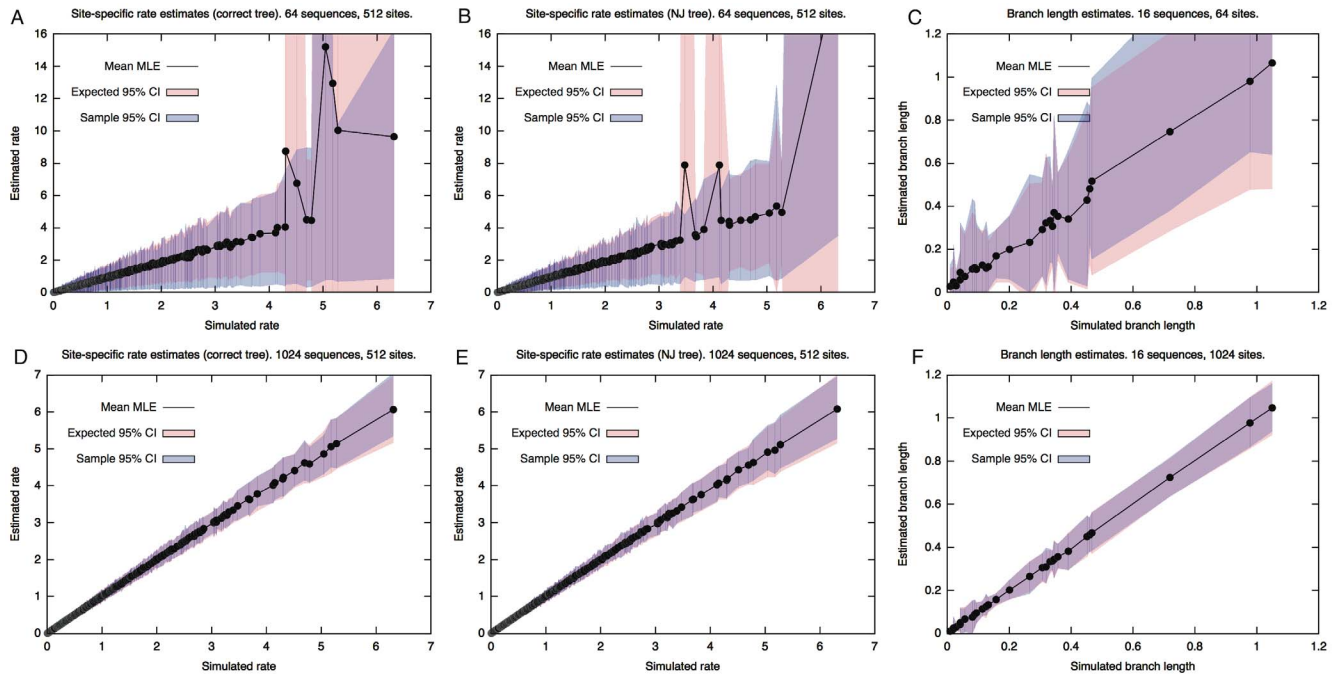 A
Site-specific rate estimates (correct tree). 64 sequences, 512 sites.
16
14
12
10
8
6
4
2
0
Estimated rate
Mean MLE
Expected 95% CI
Sample 95% CI
0 1 2 3 4 5 6 7
Simulated rate
B
Site-specific rate estimates (NJ tree). 64 sequences, 512 sites.
16
14
12
10
8
6
4
2
0
Estimated rate
Mean MLE
Expected 95% CI
Sample 95% CI
0 1 2 3 4 5 6 7
Simulated rate
C
Branch length estimates. 16 sequences, 64 sites.
1.2
1
0.8
0.6
0.4
0.2
0
Estimated branch length
Mean MLE
Expected 95% CI
Sample 95% CI
0 0.2 0.4 0.6 0.8 1 1.2
Simulated branch length
D
Site-specific rate estimates (correct tree). 1024 sequences, 512 sites.
7
6
5
4
3
2
1
0
Estimated rate
Mean MLE
Expected 95% CI
Sample 95% CI
0 1 2 3 4 5 6 7
Simulated rate
E
Site-specific rate estimates (NJ tree). 1024 sequences, 512 sites.
7
6
5
4
3
2
1
0
Estimated rate
Mean MLE
Expected 95% CI
Sample 95% CI
0 1 2 3 4 5 6 7
Simulated rate
F
Branch length estimates. 16 sequences, 1024 sites.
1.2
1
0.8
0.6
0.4
0.2
0
Estimated branch length
Mean MLE
Expected 95% CI
Sample 95% CI
0 0.2 0.4 0.6 0.8 1 1.2
Simulated branch length